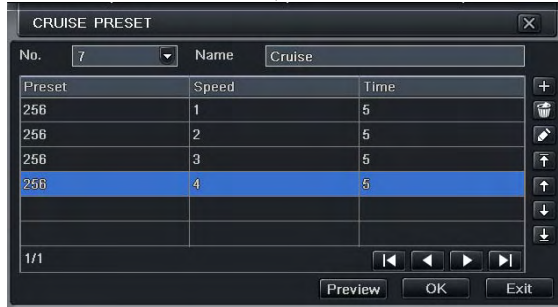 CRUISE PRESET
No. 7 Name Cruise
Preset Speed Time
256 1 5
256 2 5
256 3 5
256 4 5
1/1
Preview OK Exit